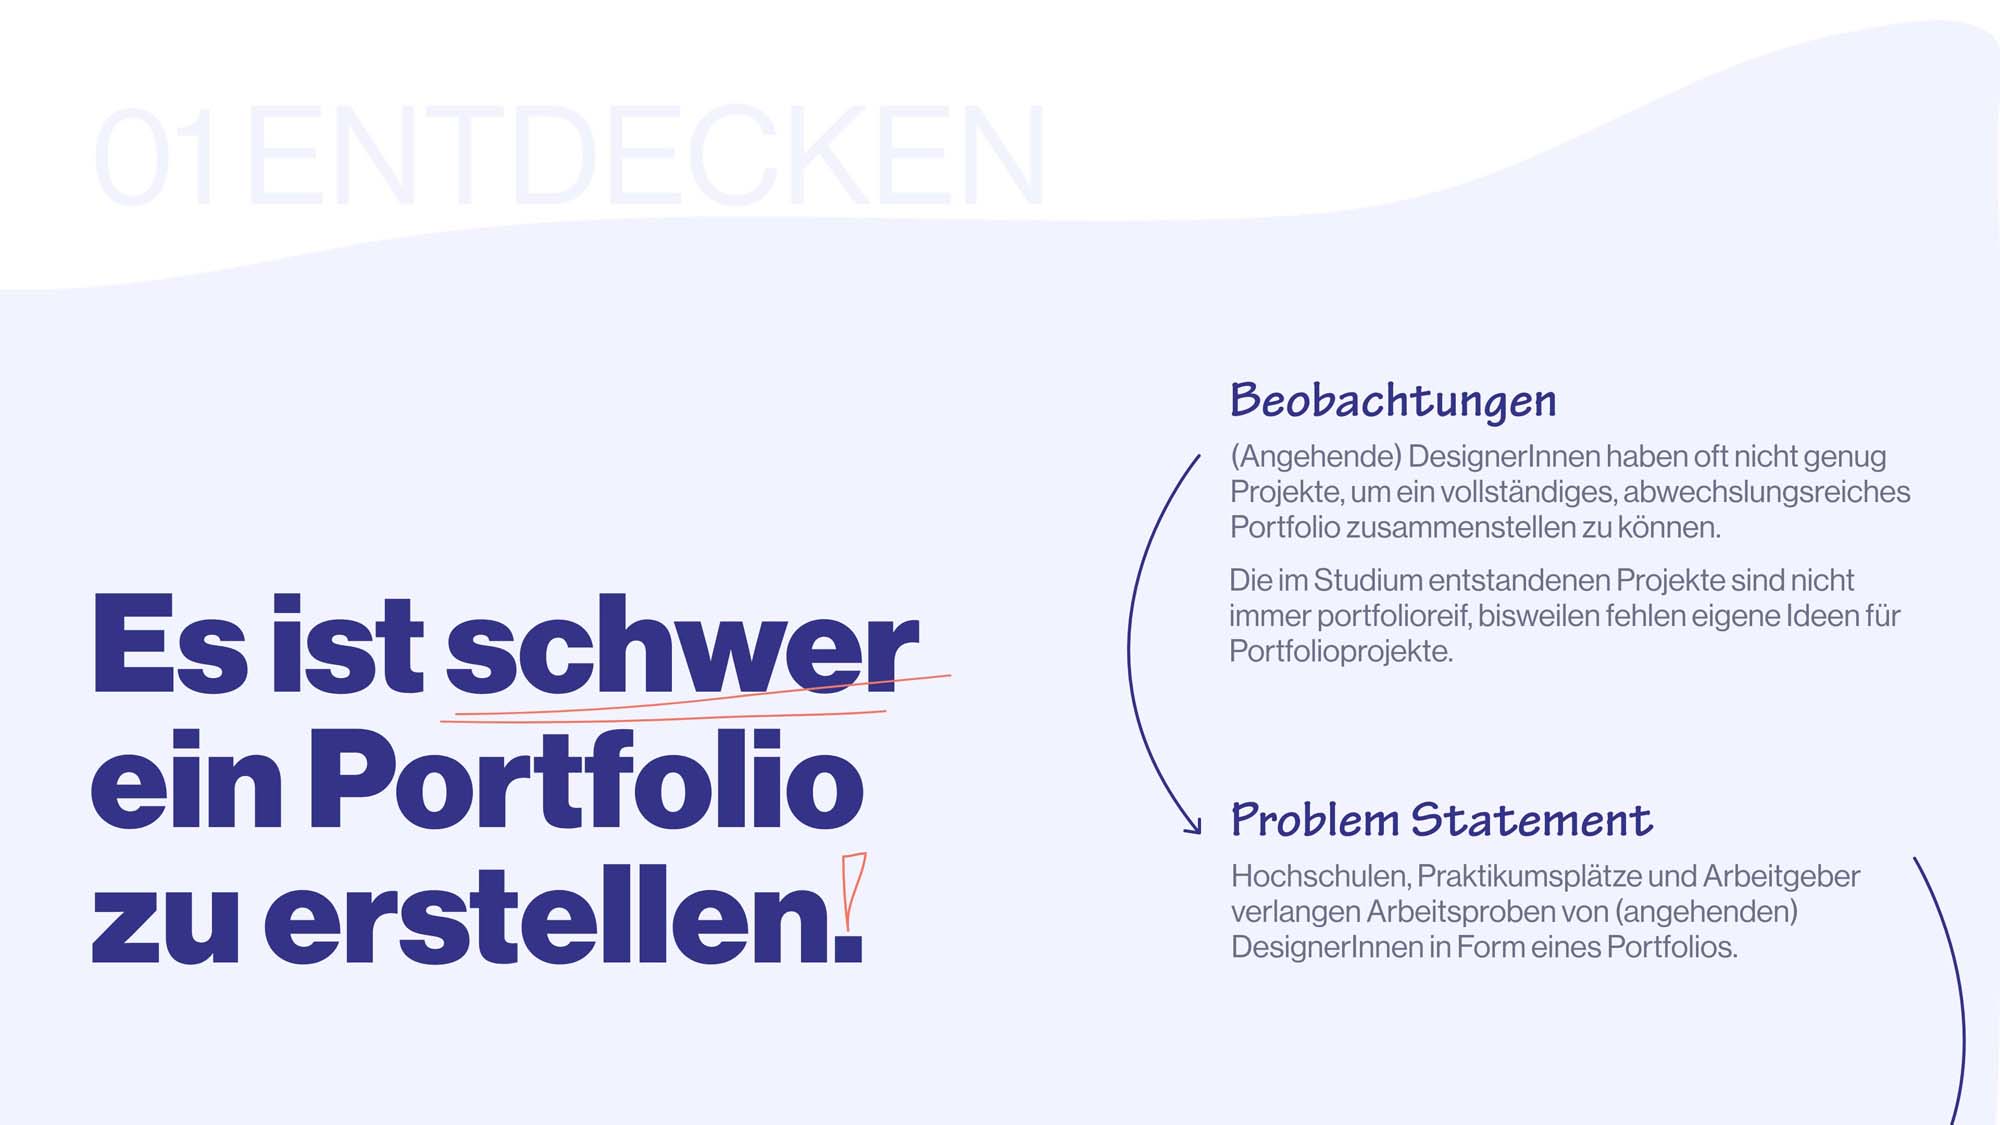 01 ENTDECKEN
Es ist schwer
ein Portfolio
zu erstellen.!
Beobachtungen
(Angehende) DesignerInnen haben oft nicht genug
Projekte, um ein vollständiges, abwechslungsreiches
Portfolio zusammenstellen zu können.
Die im Studium entstandenen Projekte sind nicht
immer portfolioreif, bisweilen fehlen eigene Ideen für
Portfolioprojekte.
Problem Statement
Hochschulen, Praktikumsplätze und Arbeitgeber
verlangen Arbeitsproben von (angehenden)
DesignerInnen in Form eines Portfolios.